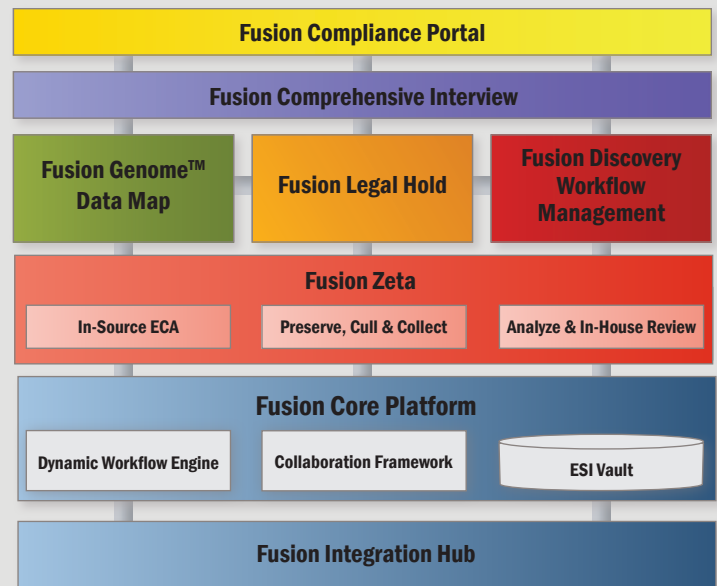 Fusion Compliance Portal
Fusion Comprehensive Interview
Fusion Genome™
Data Map
Fusion Legal Hold
Fusion Discovery
Workflow
Management
Fusion Zeta
In-Source ECA
Preserve, Cull & Collect
Analyze & In-House Review
Fusion Core Platform
Dynamic Workflow Engine
Collaboration Framework
ESI Vault
Fusion Integration Hub